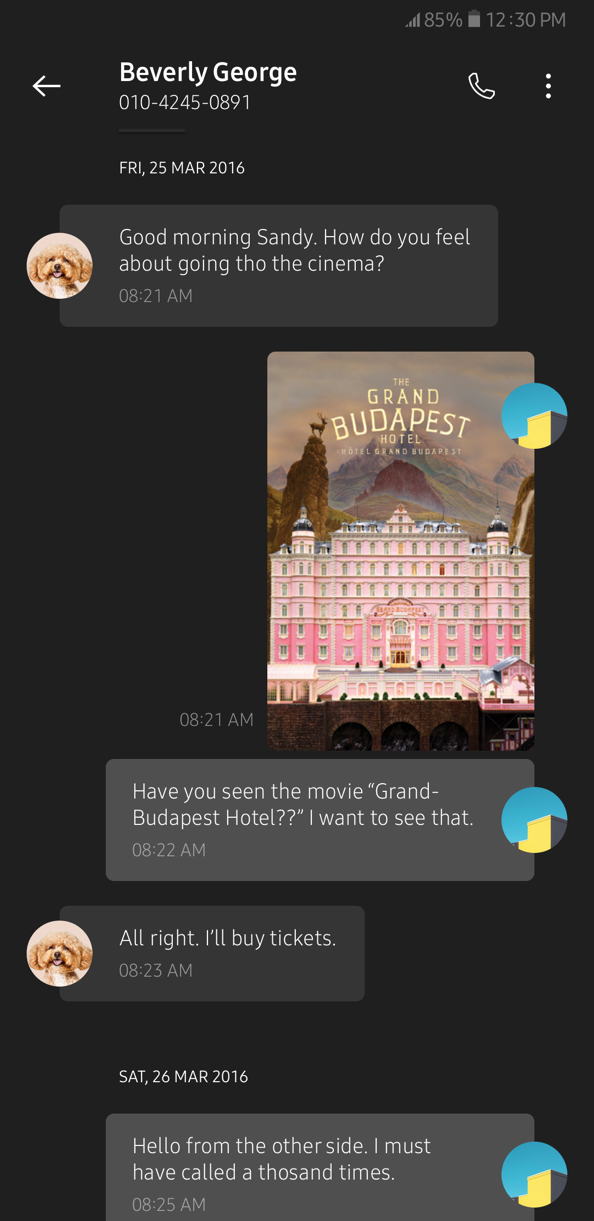 85% 12:30 PM
Beverly George
010-4245-0891
FRI, 25 MAR 2016
Good morning Sandy. How do you feel
about going tho the cinema?
08:21 AM
THE
GRAND
BUDAPEST
HOTEL
HOTEL GRAND BUDAPEST
GRAND BUDAPEST
08:21 AM
Have you seen the movie “Grand-
Budapest Hotel??” I want to see that.
08:22 AM
All right. I’ll buy tickets.
08:23 AM
SAT, 26 MAR 2016
Hello from the other side. I must
have called a thosand times.
08:25 AM